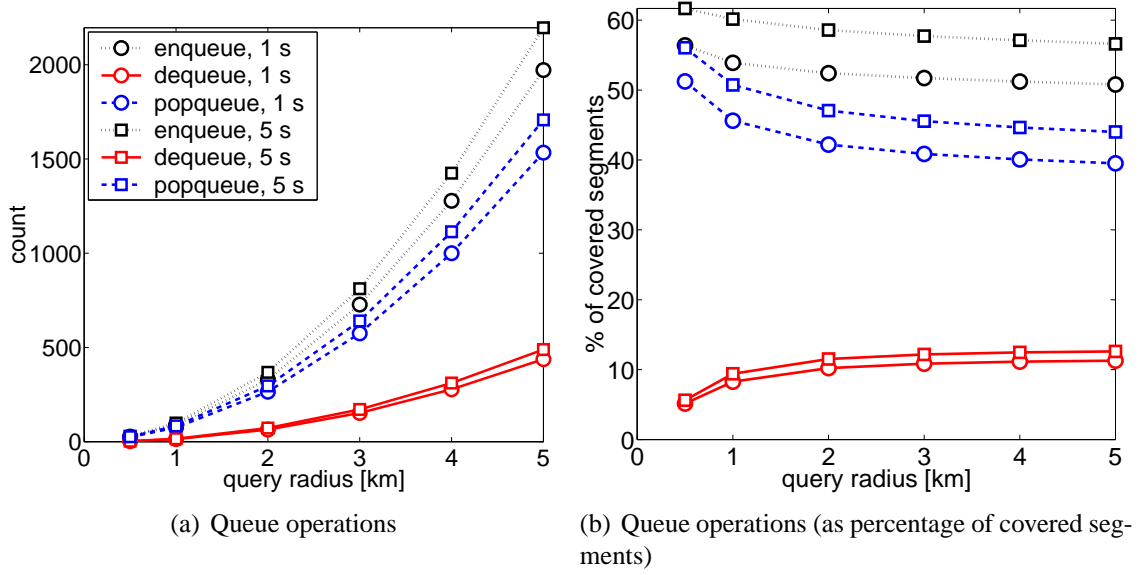 2000
1500
1000
500
0
count
enqueue, 1 s
dequeue, 1 s
popqueue, 1 s
enqueue, 5 s
dequeue, 5 s
popqueue, 5 s
0 1 2 3 4 5
query radius [km]
(a) Queue operations
60
50
40
30
20
10
0
% of covered segments
0 1 2 3 4 5
query radius [km]
(b) Queue operations (as percentage of covered seg-
ments)